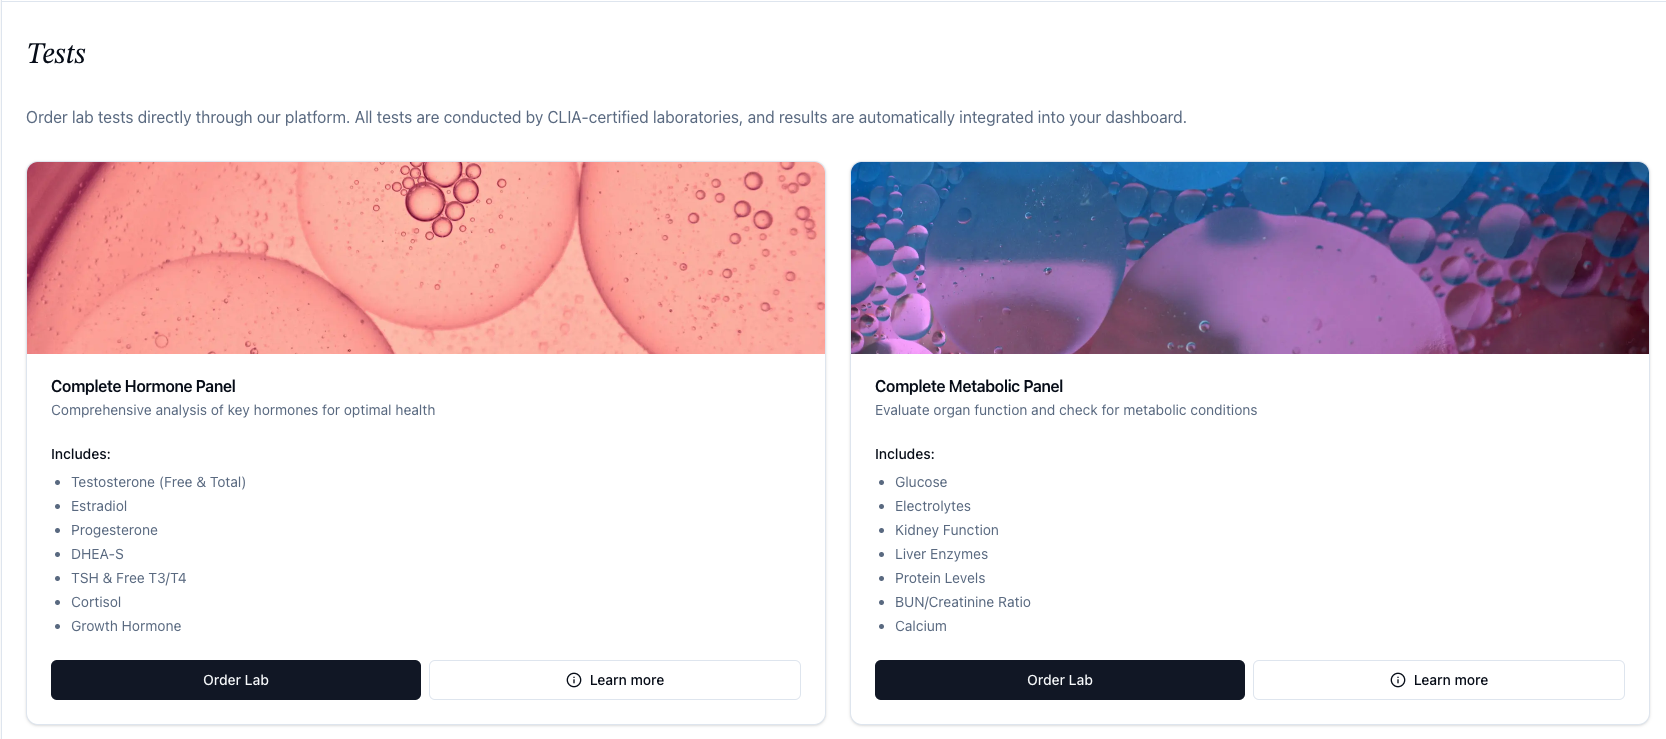 Tests
Order lab tests directly through our platform. All tests are conducted by CLIA-certified laboratories, and results are automatically integrated into your dashboard.
Complete Hormone Panel
Comprehensive analysis of key hormones for optimal health
Includes:
Testosterone (Free & Total)
Estradiol
Progesterone
DHEA-S
TSH & Free T3/T4
Cortisol
Growth Hormone
Order Lab
Learn more
Complete Metabolic Panel
Evaluate organ function and check for metabolic conditions
Includes:
Glucose
Electrolytes
Kidney Function
Liver Enzymes
Protein Levels
BUN/Creatinine Ratio
Calcium
Order Lab
Learn more